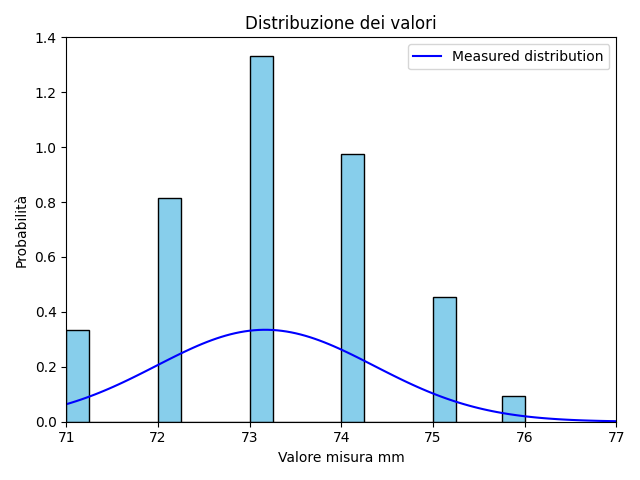 Distribuzione dei valori
Measured distribution
Probabilità
1.4
1.2
1.0
0.8
0.6
0.4
0.2
0.0
71 72 73 74 75 76 77
Valore misura mm